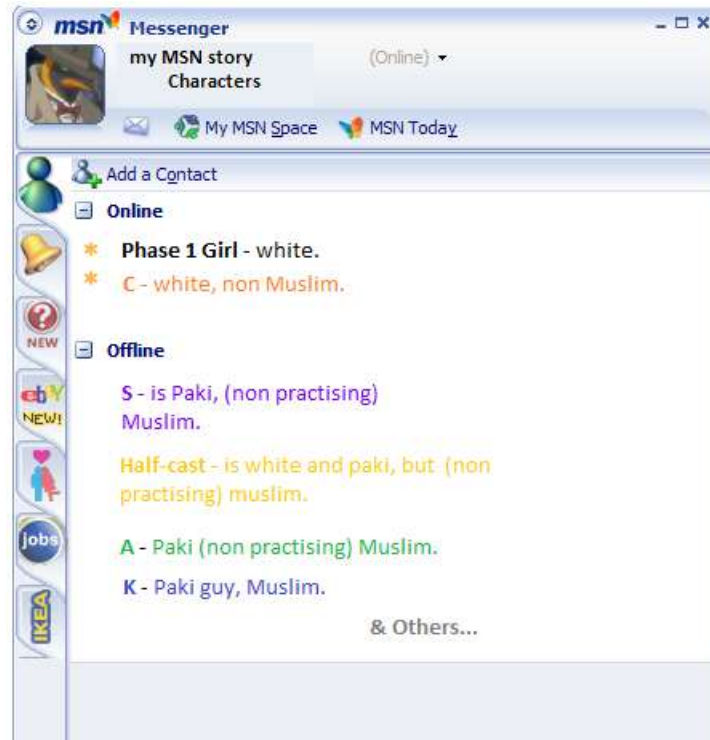 msn Messenger
my MSN story (Online)
Characters
My MSN Space MSN Today
Add a Contact
Online
* Phase 1 Girl - white.
* C - white, non Muslim.
NEW
Offline
ebY
NEW!
S - is Paki, (non practising)
Muslim.
Half-cast - is white and paki, but (non
practising) muslim.
jobs
A - Paki (non practising) Muslim.
K - Paki guy, Muslim.
IKEA
& Others...